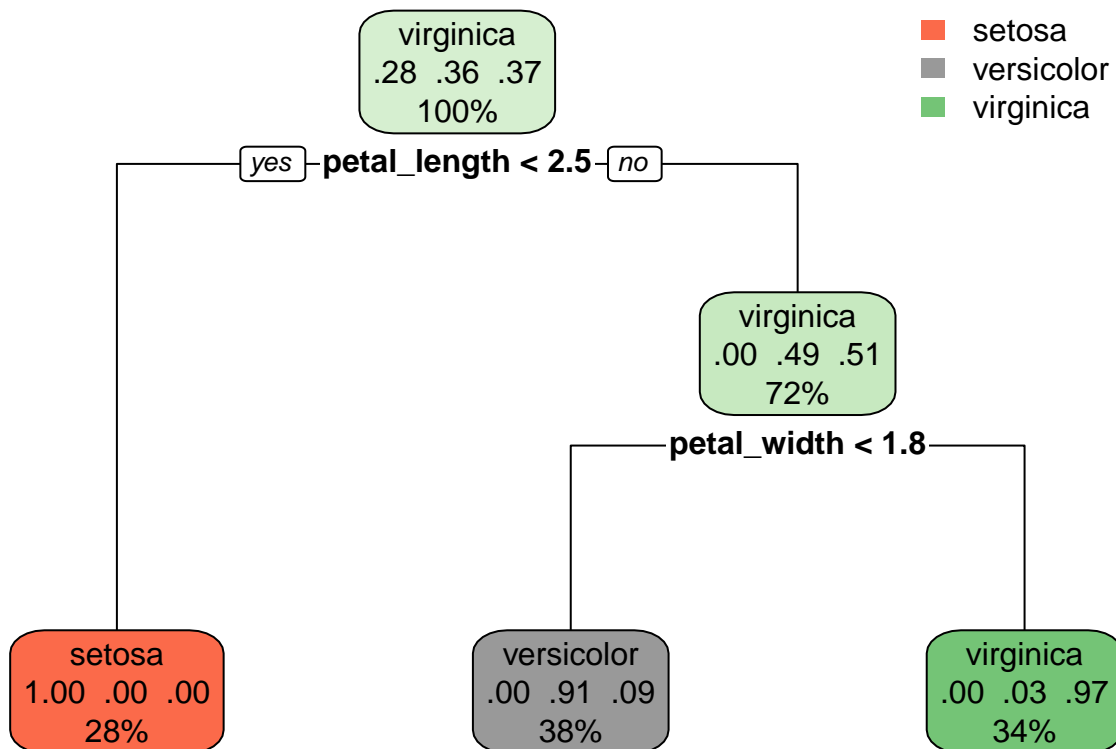 virginica
.28 .36 .37
100%
setosa
versicolor
virginica
yes petal_length < 2.5 no
virginica
.00 .49 .51
72%
petal_width < 1.8
setosa
1.00 .00 .00
28%
versicolor
.00 .91 .09
38%
virginica
.00 .03 .97
34%